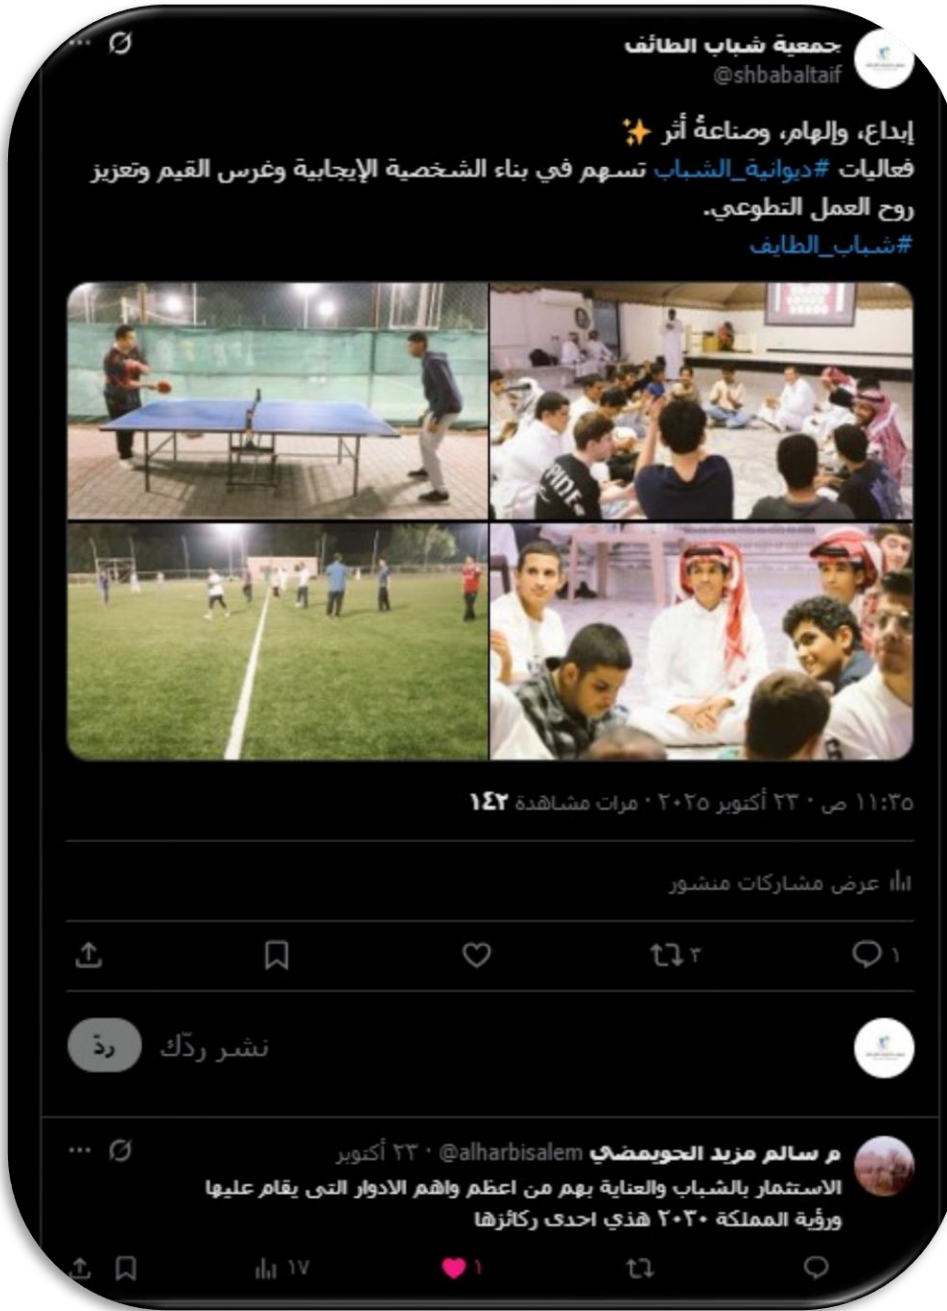 جمعية شباب الطائف
@shbabaltaif
إبداع، وإلهام، وصناعةُ أثر ✨
فعاليات #ديوانية_الشباب تسهم في بناء الشخصية الإيجابية وغرس القيم وتعزيز
روح العمل التطوعي.
#شباب_الطايف
١١:٣٥ ص · ٢٣ أكتوبر ٢٠٢٥ · مرات مشاهدة ١٤٢
عرض مشاركات منشور
١ ٣
نشر ردّك
ردّ
م سالم مزيد الحويمضي @alharbisalem · ٢٣ أكتوبر
الاستثمار بالشباب والعناية بهم من اعظم واهم الادوار التى يقام عليها
ورؤية المملكة ٢٠٣٠ هذي احدى ركائزها
١ ١٧